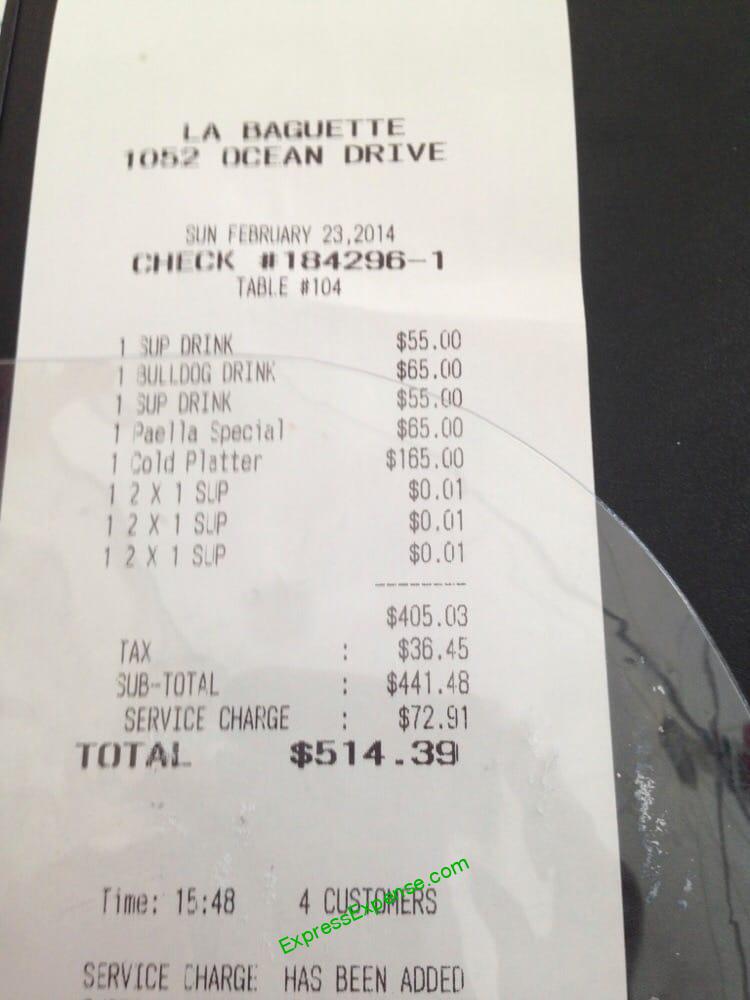 LA BAGUETTE
1052 OCEAN DRIVE
SUN FEBRUARY 23,2014
CHECK #184296-1
TABLE #104
1 SUP DRINK $55.00
1 BULLDOG DRINK $65.00
1 SUP DRINK $55.00
1 Paella Special $65.00
1 Cold Platter $165.00
1 2 X 1 SUP $0.01
1 2 X 1 SUP $0.01
1 2 X 1 SUP $0.01
$405.03
TAX : $36.45
SUB-TOTAL : $441.48
SERVICE CHARGE : $72.91
TOTAL $514.39
Time: 15:48 4 CUSTOMERS
ExpressExpense.com
SERVICE CHARGE HAS BEEN ADDED